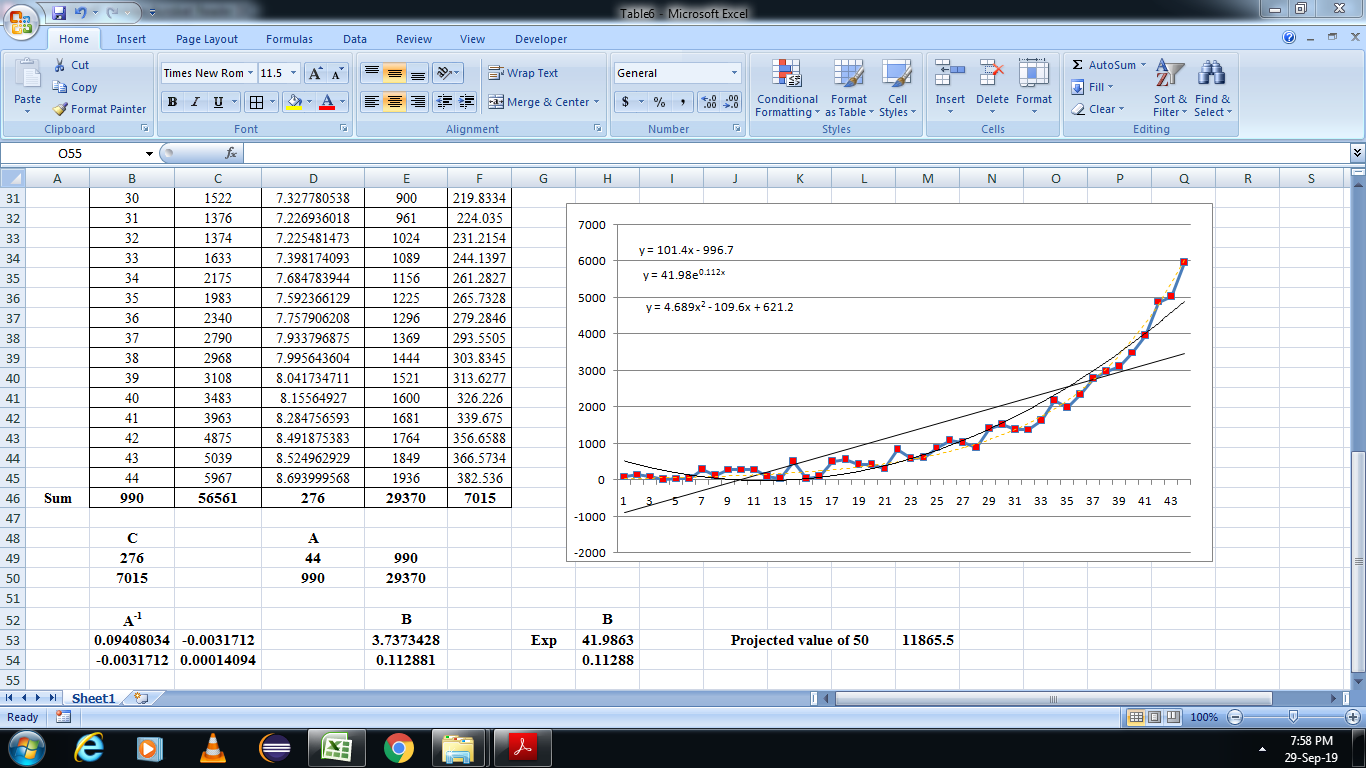 Table6 - Microsoft Excel
Home Insert Page Layout Formulas Data Review View Developer
Paste
Cut
Copy
Format Painter
Clipboard
Times New Rom 11.5 A A
B I U A
Font
Wrap Text
Merge & Center
Alignment
General
$ % , .0 .00 .00 .0
Number
Conditional Formatting
Format as Table
Cell Styles
Styles
Insert Delete Format
Cells
Σ AutoSum
Fill
Clear
Sort & Filter
Find & Select
Editing
O55 fx
A B C D E F G H I J K L M N O P Q R S
31 30 1522 7.327780538 900 219.8334
32 31 1376 7.226936018 961 224.035
33 32 1374 7.225481473 1024 231.2154
34 33 1633 7.398174093 1089 244.1397
35 34 2175 7.684783944 1156 261.2827
36 35 1983 7.592366129 1225 265.7328
37 36 2340 7.757906208 1296 279.2846
38 37 2790 7.933796875 1369 293.5505
39 38 2968 7.995643604 1444 303.8345
40 39 3108 8.041734711 1521 313.6277
41 40 3483 8.15564927 1600 326.226
42 41 3963 8.284756593 1681 339.675
43 42 4875 8.491875383 1764 356.6588
44 43 5039 8.524962929 1849 366.5734
45 44 5967 8.693999568 1936 382.536
46 Sum 990 56561 276 29370 7015
47
48 C A
49 276 44 990
50 7015 990 29370
51
52 A-1 B B
53 0.09408034 -0.0031712 3.7373428 Exp 41.9863 Projected value of 50 11865.5
54 -0.0031712 0.00014094 0.112881 0.11288
55
7000
6000
5000
4000
3000
2000
1000
0
-1000
-2000
y = 101.4x - 996.7
y = 41.98e0.112x
y = 4.689x2 - 109.6x + 621.2
1 3 5 7 9 11 13 15 17 19 21 23 25 27 29 31 33 35 37 39 41 43
Sheet1
Ready 100%
7:58 PM
29-Sep-19